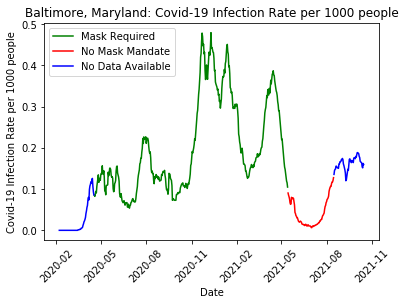 Baltimore, Maryland: Covid-19 Infection Rate per 1000 people
Mask Required
No Mask Mandate
No Data Available
Covid-19 Infection Rate per 1000 people
0.5
0.4
0.3
0.2
0.1
0.0
2020-02
2020-05
2020-08
2020-11
2021-02
2021-05
2021-08
2021-11
Date